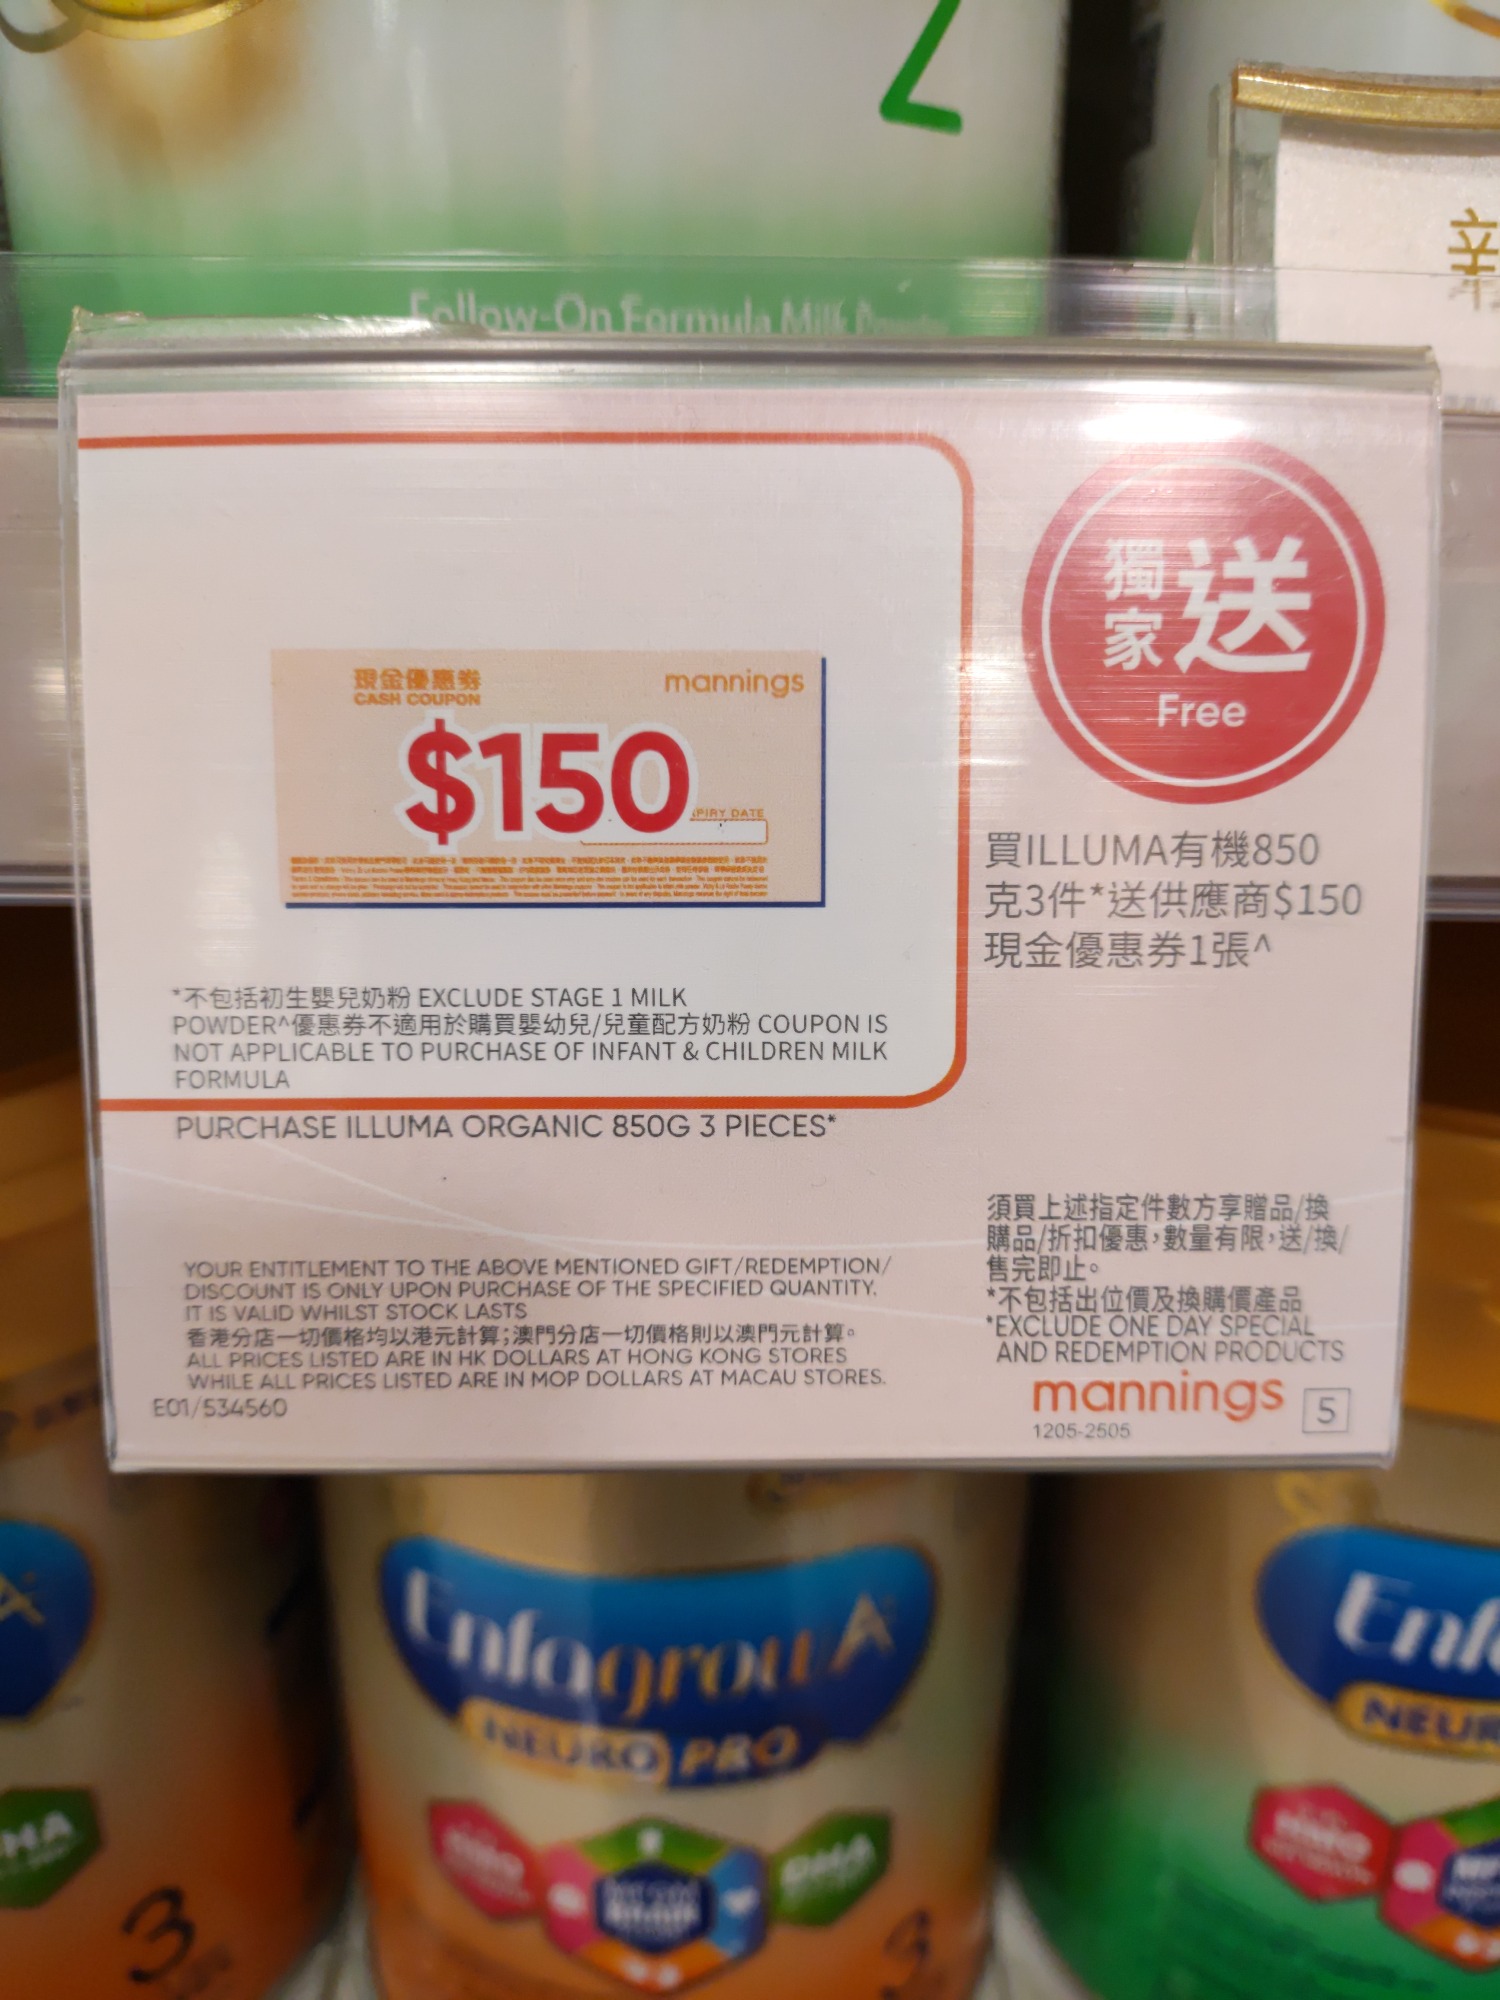 2
Follow-On Formula Milk
獨家送
Free
現金優惠券
CASH COUPON
mannings
$150
PIRY DATE
買ILLUMA有機850
克3件*送供應商$150
現金優惠券1張^
*不包括初生嬰兒奶粉 EXCLUDE STAGE 1 MILK
POWDER^優惠券不適用於購買嬰幼兒/兒童配方奶粉 COUPON IS
NOT APPLICABLE TO PURCHASE OF INFANT & CHILDREN MILK
FORMULA
PURCHASE ILLUMA ORGANIC 850G 3 PIECES*
YOUR ENTITLEMENT TO THE ABOVE MENTIONED GIFT/REDEMPTION/
DISCOUNT IS ONLY UPON PURCHASE OF THE SPECIFIED QUANTITY.
IT IS VALID WHILST STOCK LASTS
香港分店一切價格均以港元計算;澳門分店一切價格則以澳門元計算。
ALL PRICES LISTED ARE IN HK DOLLARS AT HONG KONG STORES
WHILE ALL PRICES LISTED ARE IN MOP DOLLARS AT MACAU STORES.
E01/534560
須買上述指定件數方享贈品/換
購品/折扣優惠,數量有限,送/換/
售完即止。
*不包括出位價及換購價產品
*EXCLUDE ONE DAY SPECIAL
AND REDEMPTION PRODUCTS
mannings
5
1205-2505
Enfagrow A+
NEURO PRO
DHA
3
3
Enf
NEUR